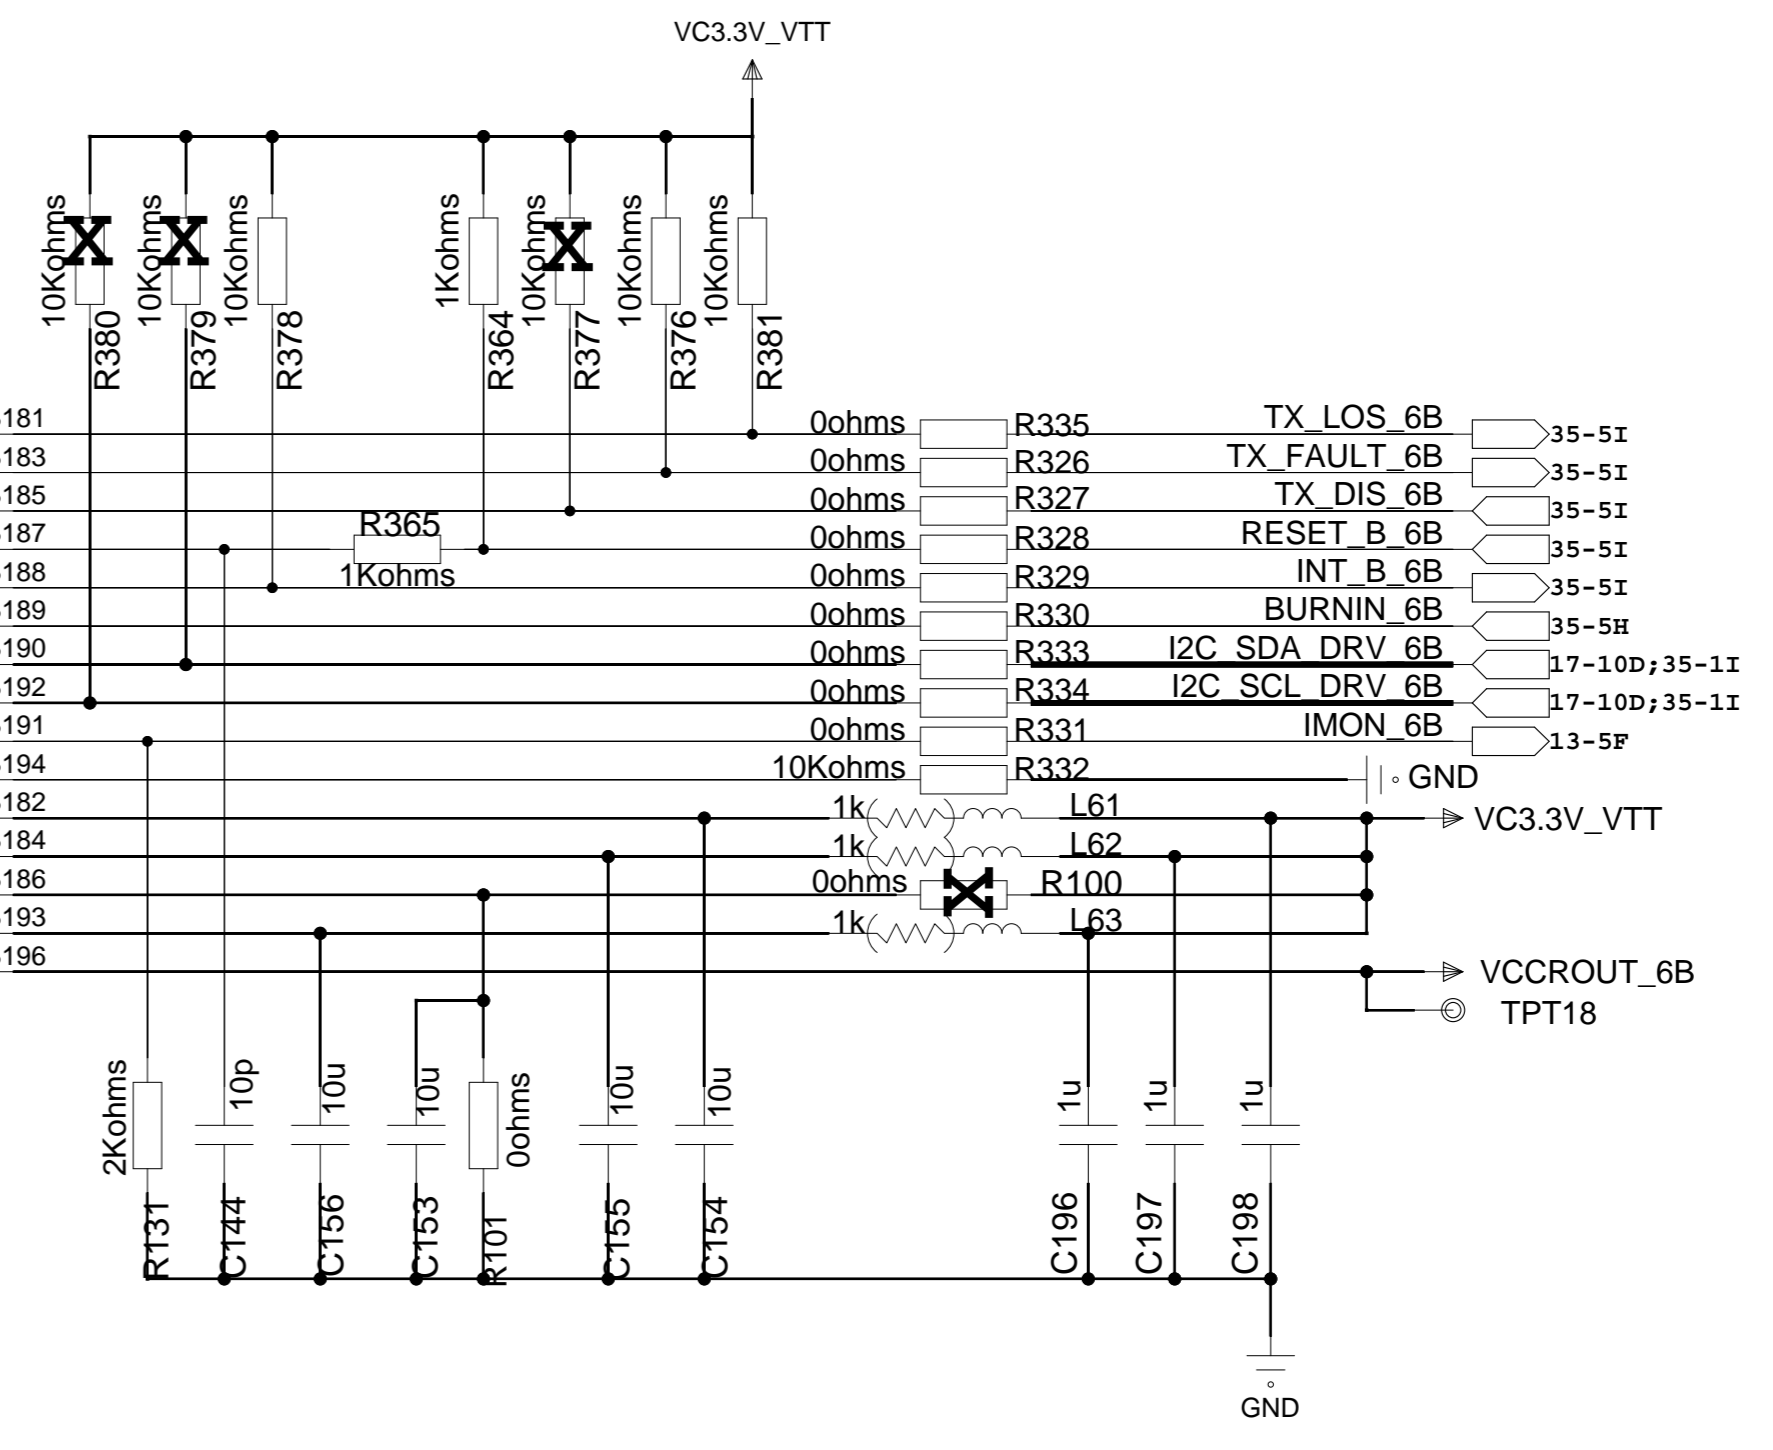 VC3.3V_VTT
10Kohms
R380
10Kohms
R379
10Kohms
R378
1Kohms
R364
10Kohms
R377
10Kohms
R376
10Kohms
R381
181
0ohms
R335
TX_LOS_6B
35-5I
183
0ohms
R326
TX_FAULT_6B
35-5I
185
0ohms
R327
TX_DIS_6B
35-5I
187
R365
1Kohms
0ohms
R328
RESET_B_6B
35-5I
188
0ohms
R329
INT_B_6B
35-5I
189
0ohms
R330
BURNIN_6B
35-5H
190
0ohms
R333
I2C_SDA_DRV_6B
17-10D;35-1I
192
0ohms
R334
I2C_SCL_DRV_6B
17-10D;35-1I
191
0ohms
R331
IMON_6B
13-5F
194
10Kohms
R332
GND
182
1k
L61
VC3.3V_VTT
184
1k
L62
186
0ohms
R100
193
1k
L63
196
VCCROUT_6B
TPT18
2Kohms
R131
10p
C144
10u
C156
10u
C153
0ohms
R101
10u
C155
10u
C154
1u
C196
1u
C197
1u
C198
GND